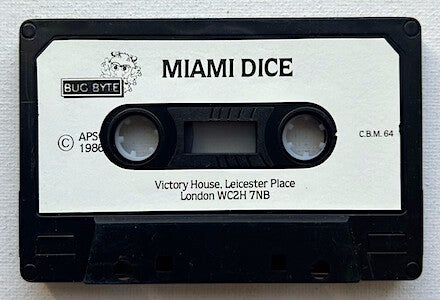 MIAMI DICE
BUG BYTE
© APS
1986
C.B.M. 64
Victory House, Leicester Place
London WC2H 7NB